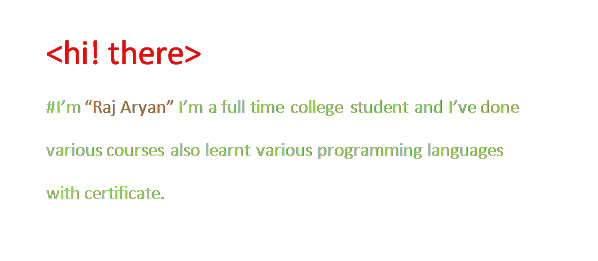 <hi! there>
#I’m “Raj Aryan” I’m a full time college student and I’ve done
various courses also learnt various programming languages
with certificate.